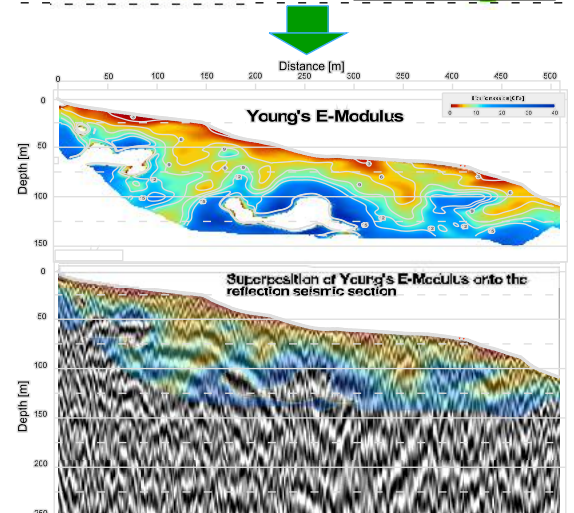 Distance [m]
0 50 100 150 200 250 300 350 400 450 500
Young's E-Modulus
0 10 20 30 40
Depth [m]
0
50
100
150
Superposition of Young's E-Modulus onto the
reflection seismic section
Depth [m]
0
50
100
150
200
250